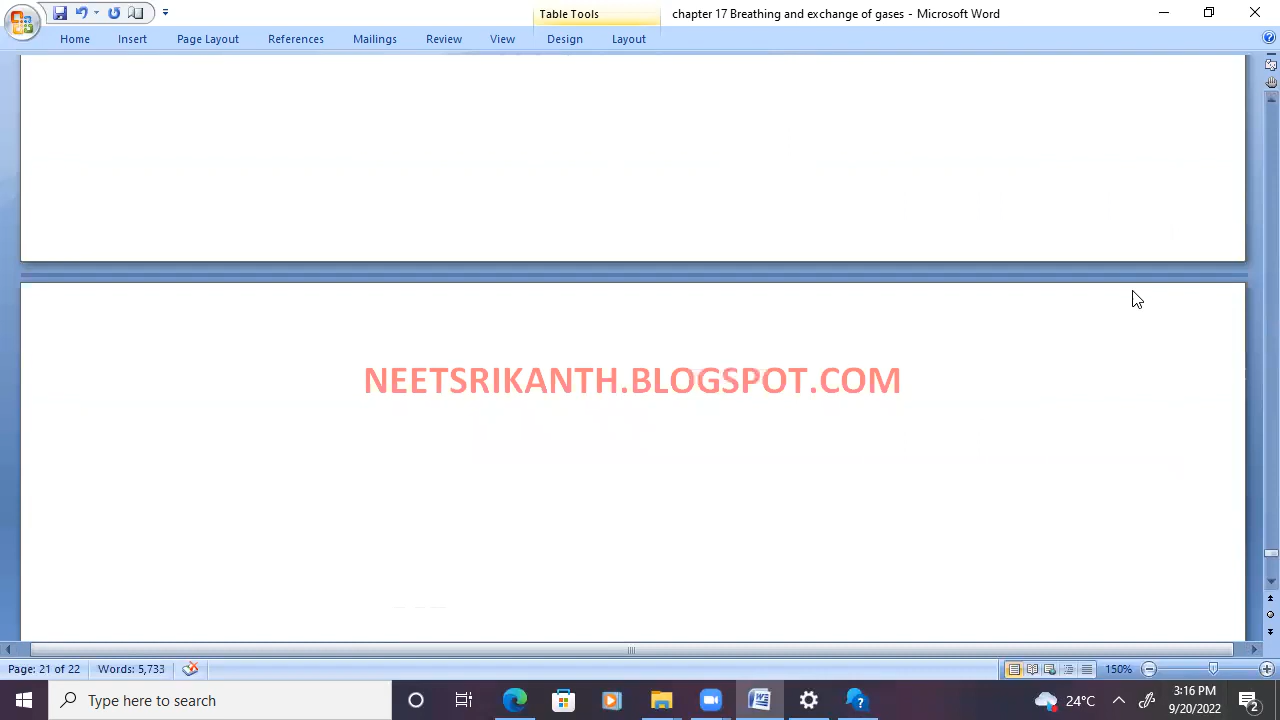 Table Tools
chapter 17 Breathing and exchange of gases - Microsoft Word
Home Insert Page Layout References Mailings Review View Design Layout
NEETSRIKANTH.BLOGSPOT.COM
Page: 21 of 22 Words: 5,733 150%
Type here to search
24°C
3:16 PM
9/20/2022
2